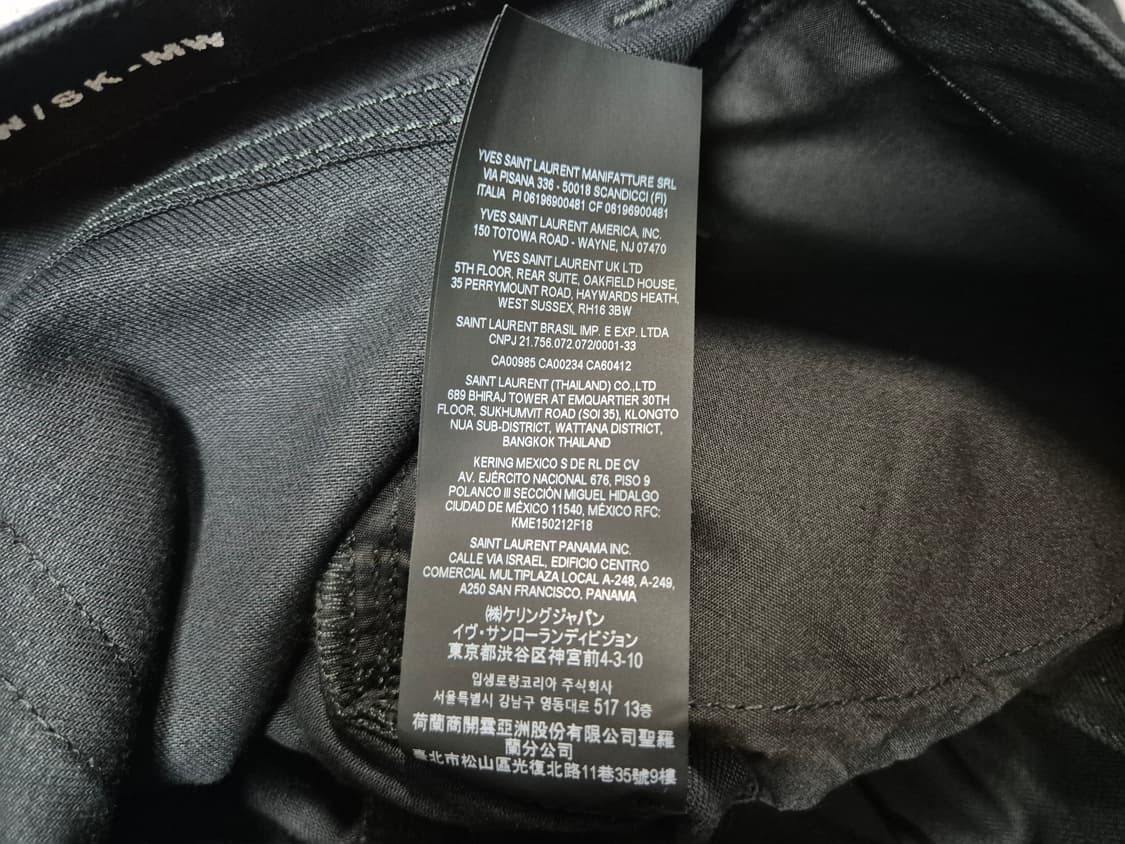 /SK-MW
YVES SAINT LAURENT MANIFATTURE SRL
VIA PISANA 336 - 50018 SCANDICCI (FI)
ITALIA PI 06196900481 CF 06196900481
YVES SAINT LAURENT AMERICA, INC.
150 TOTOWA ROAD - WAYNE, NJ 07470
YVES SAINT LAURENT UK LTD
5TH FLOOR, REAR SUITE, OAKFIELD HOUSE,
35 PERRYMOUNT ROAD, HAYWARDS HEATH,
WEST SUSSEX, RH16 3BW
SAINT LAURENT BRASIL IMP. E EXP. LTDA
CNPJ 21.756.072.072/0001-33
CA00985 CA00234 CA60412
SAINT LAURENT (THAILAND) CO.,LTD
689 BHIRAJ TOWER AT EMQUARTIER 30TH
FLOOR, SUKHUMVIT ROAD (SOI 35), KLONGTO
NUA SUB-DISTRICT, WATTANA DISTRICT,
BANGKOK THAILAND
KERING MEXICO S DE RL DE CV
AV. EJÉRCITO NACIONAL 676, PISO 9
POLANCO III SECCIÓN MIGUEL HIDALGO
CIUDAD DE MÉXICO 11540, MÉXICO RFC:
KME150212F18
SAINT LAURENT PANAMA INC.
CALLE VIA ISRAEL, EDIFICIO CENTRO
COMERCIAL MULTIPLAZA LOCAL A-248, A-249,
A250 SAN FRANCISCO, PANAMA
㈱ケリングジャパン
イヴ・サンローランディビジョン
東京都渋谷区神宮前4-3-10
입생로랑코리아 주식회사
서울특별시 강남구 영동대로 517 13층
荷蘭商開雲亞洲股份有限公司聖羅
蘭分公司
臺北市松山區光復北路11巷35號9樓